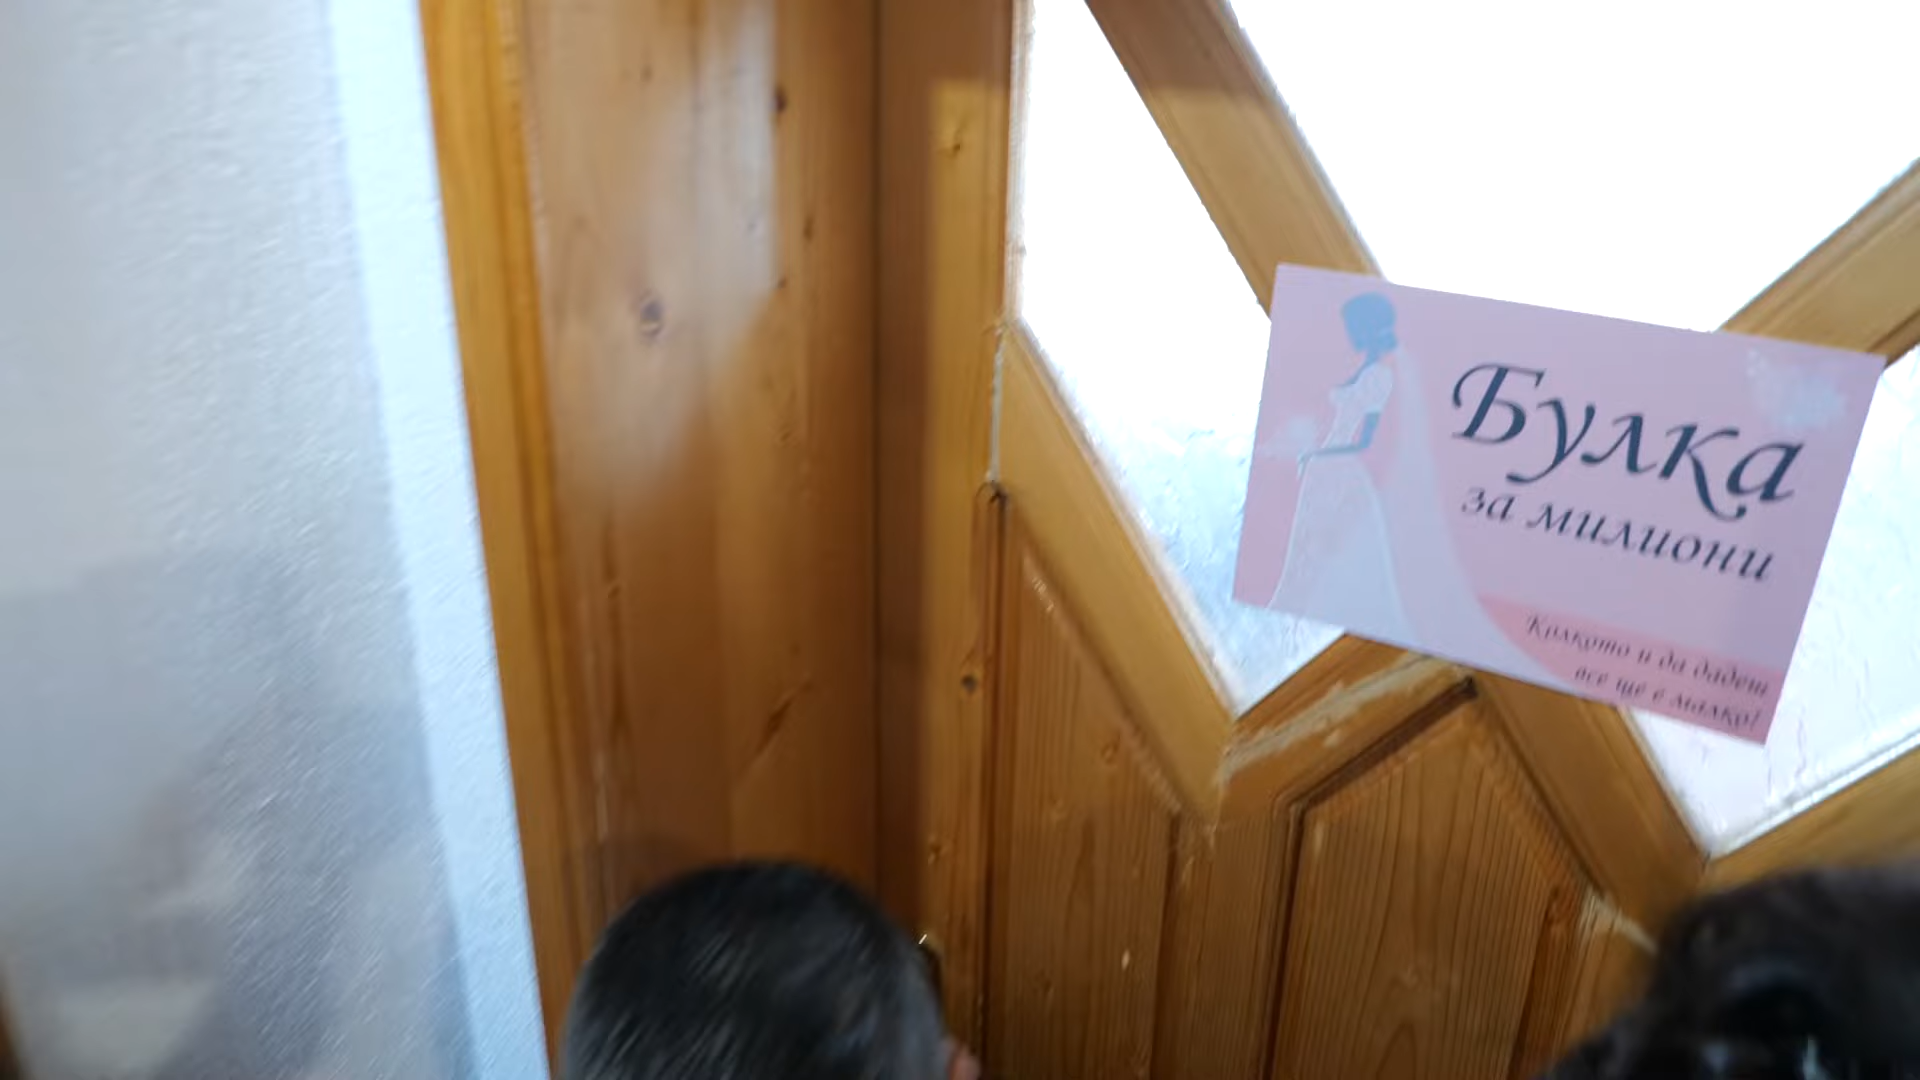 Булка
за милиони
Колкото и да дадеш
все ще е малко!